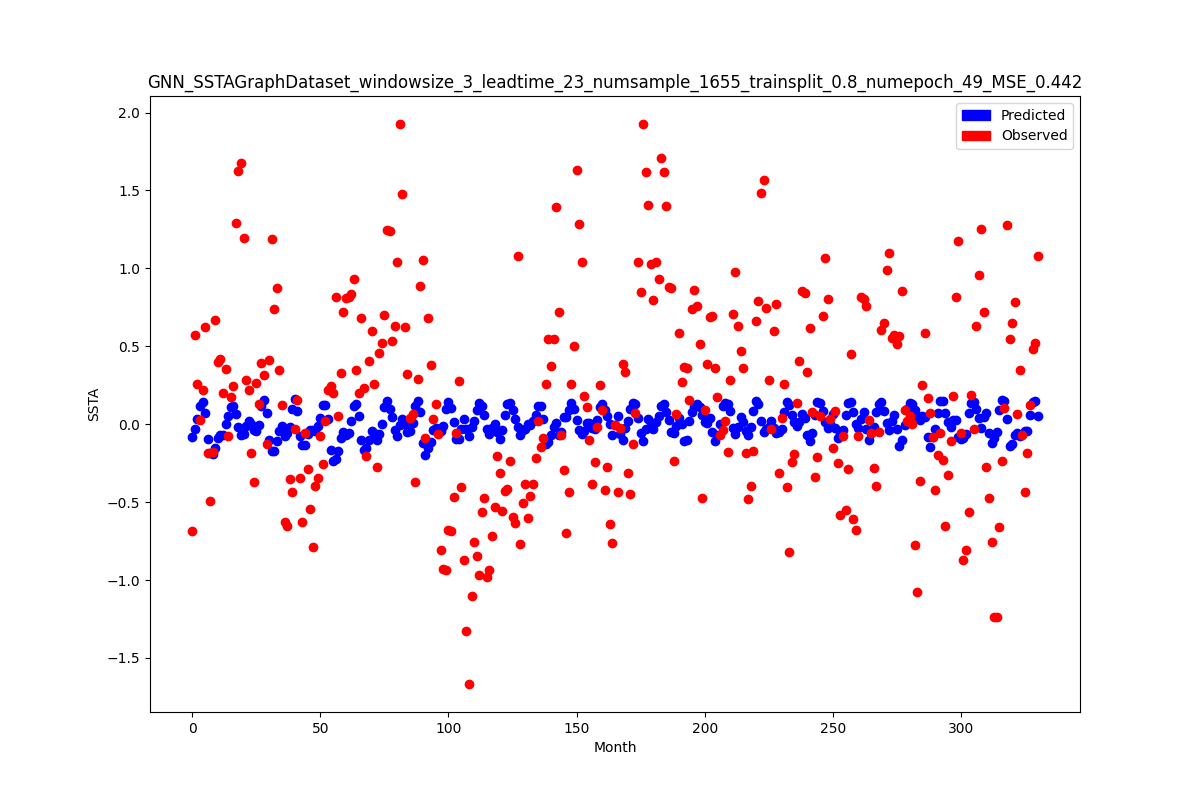 GNN_SSTAGraphDataset_windowsize_3_leadtime_23_numsample_1655_trainsplit_0.8_numepoch_49_MSE_0.442
Predicted
Observed
2.0
1.5
1.0
0.5
0.0
−0.5
−1.0
−1.5
SSTA
0 50 100 150 200 250 300
Month